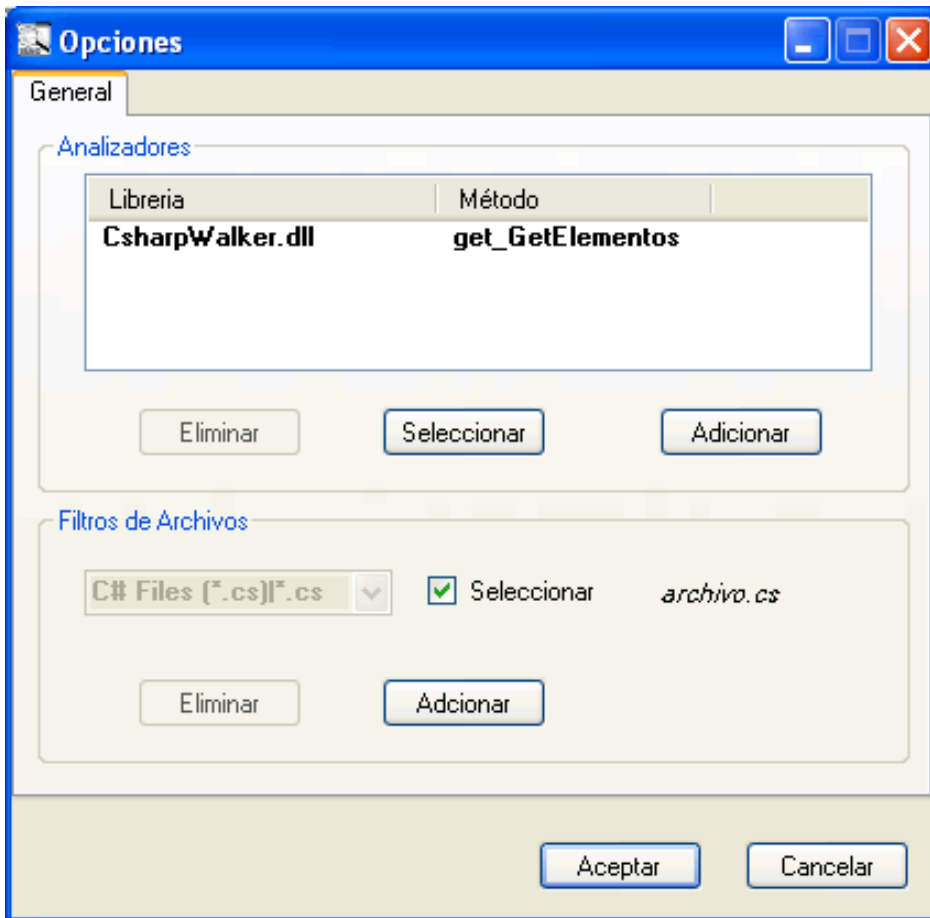 Opciones
General
Analizadores
Libreria Método
CsharpWalker.dll get_GetElementos
Eliminar Seleccionar Adicionar
Filtros de Archivos
C# Files (*.cs)|*.cs Seleccionar archivo.cs
Eliminar Adcionar
Aceptar Cancelar